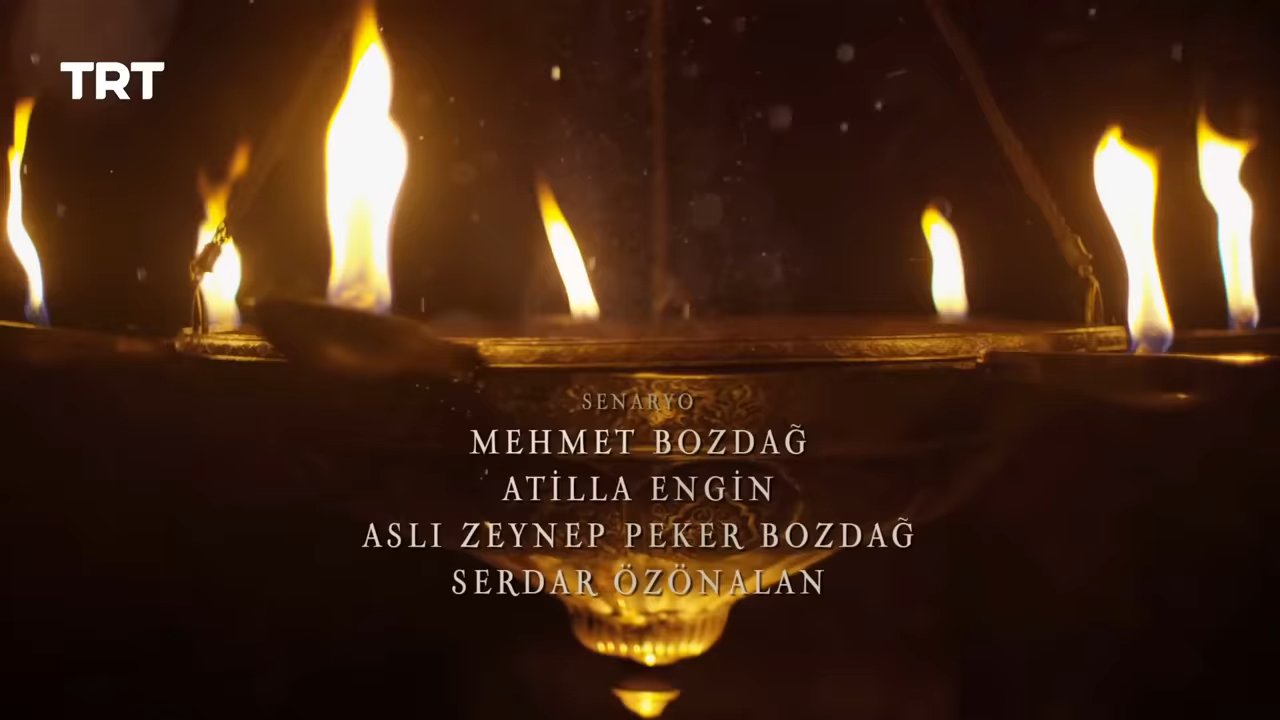 TRT
SENARYO
MEHMET BOZDAĞ
ATİLLA ENGİN
ASLI ZEYNEP PEKER BOZDAĞ
SERDAR ÖZÖNALAN